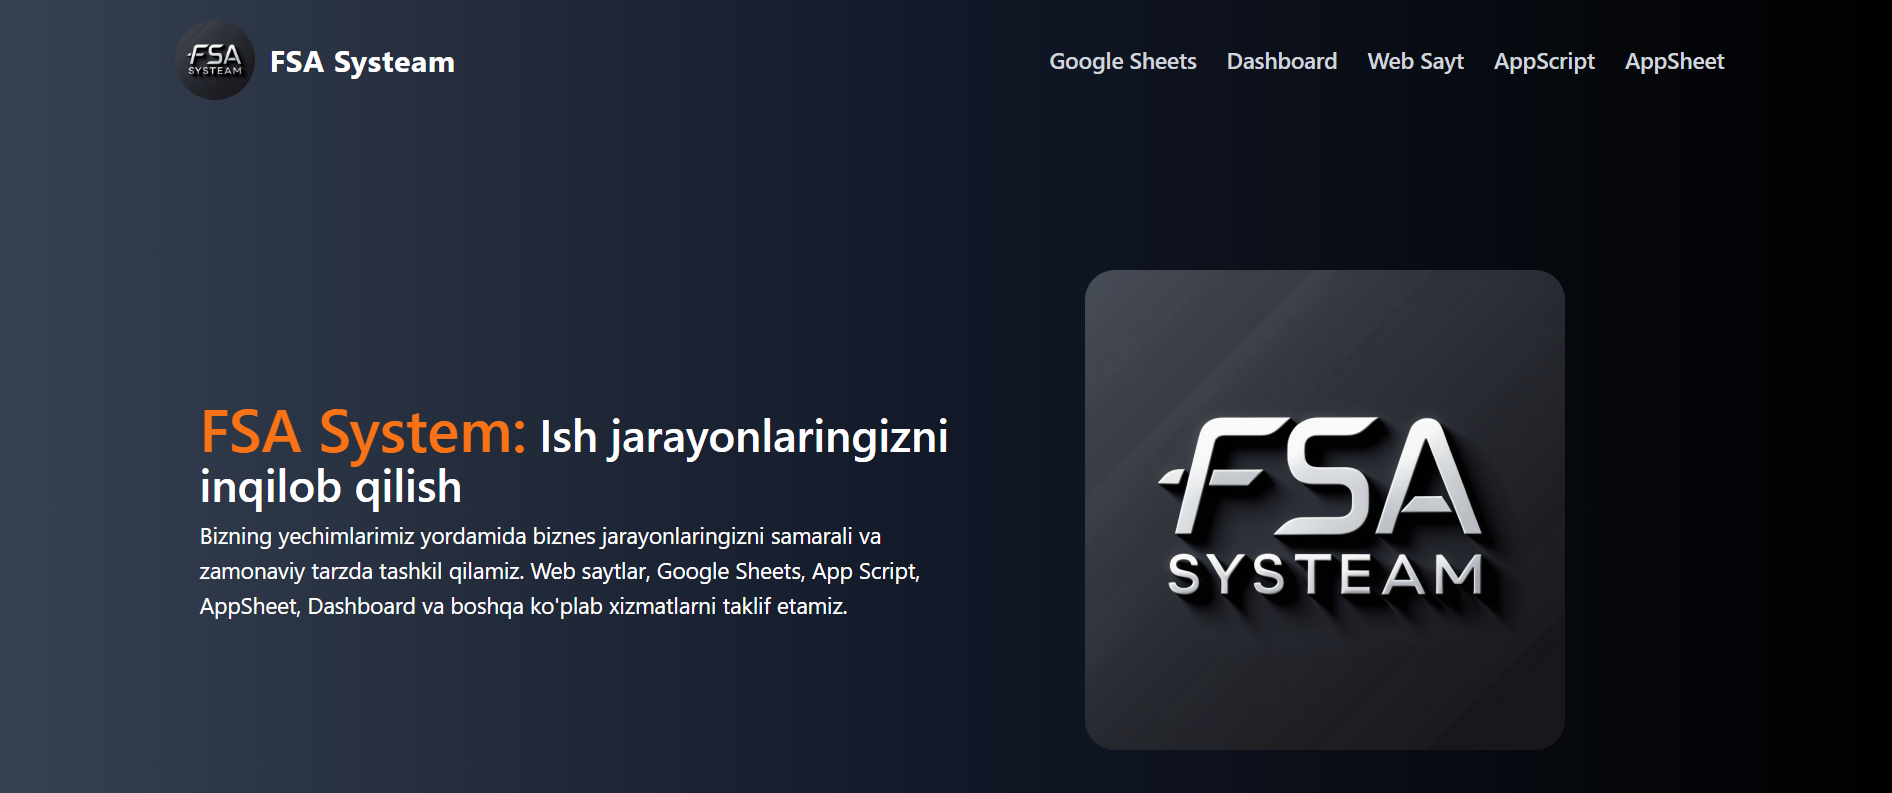 FSA
SYSTEAM
FSA Systeam
Google Sheets Dashboard Web Sayt AppScript AppSheet
FSA System: Ish jarayonlaringizni
inqilob qilish
Bizning yechimlarimiz yordamida biznes jarayonlaringizni samarali va
zamonaviy tarzda tashkil qilamiz. Web saytlar, Google Sheets, App Script,
AppSheet, Dashboard va boshqa ko'plab xizmatlarni taklif etamiz.
FSA
SYSTEAM